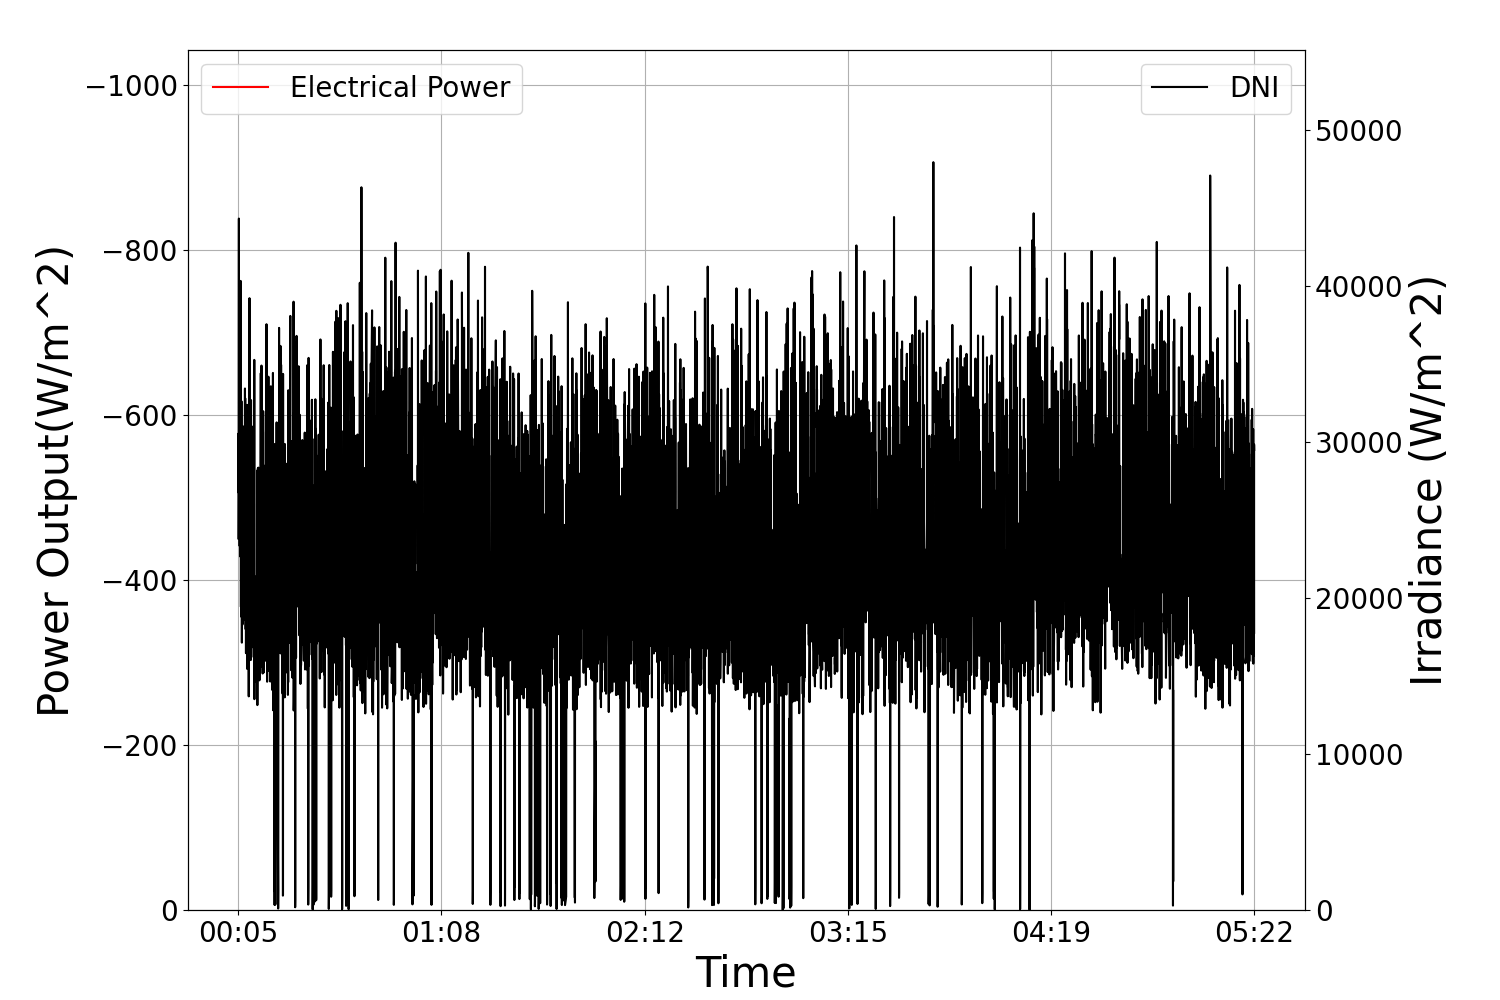 Electrical Power
DNI
Power Output(W/m^2)
−1000
−800
−600
−400
−200
0
50000
40000
30000
20000
10000
0
Irradiance (W/m^2)
00:05 01:08 02:12 03:15 04:19 05:22
Time